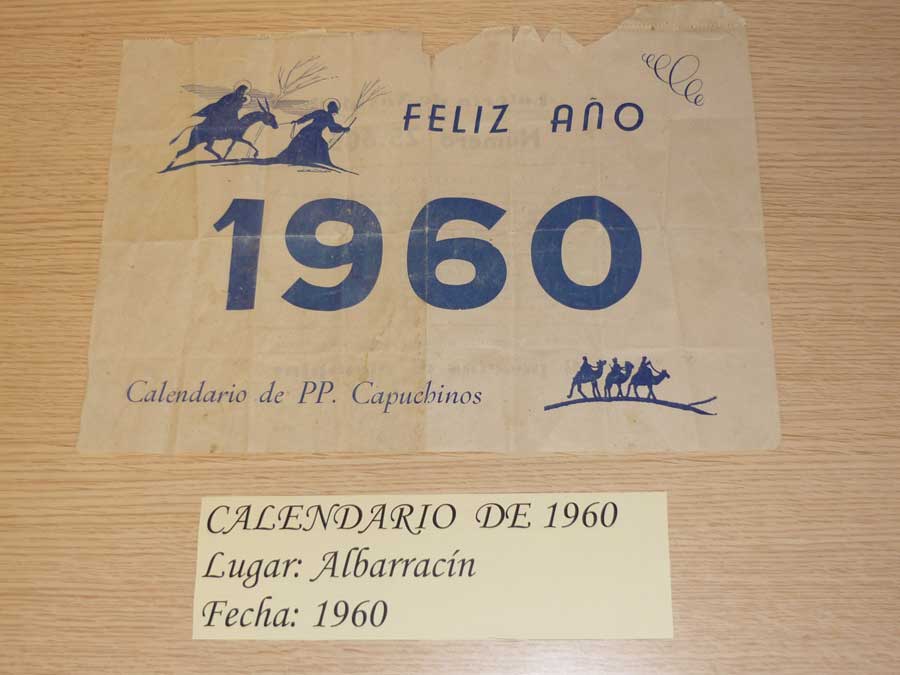 FELIZ AÑO
1960
Calendario de PP. Capuchinos
CALENDARIO DE 1960
Lugar: Albarracín
Fecha: 1960